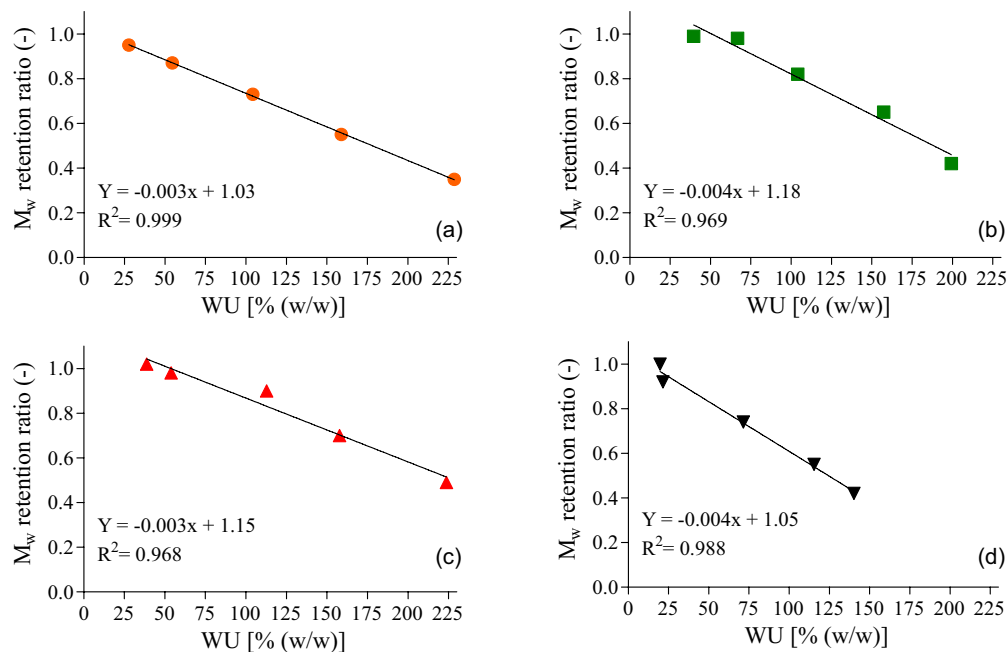 M_w retention ratio (-)
1.0
0.8
0.6
0.4
0.2
0.0
Y = -0.003x + 1.03
R²= 0.999
(a)
0 25 50 75 100 125 150 175 200 225
WU [% (w/w)]
M_w retention ratio (-)
1.0
0.8
0.6
0.4
0.2
0.0
Y = -0.004x + 1.18
R²= 0.969
(b)
0 25 50 75 100 125 150 175 200 225
WU [% (w/w)]
M_w retention ratio (-)
1.0
0.8
0.6
0.4
0.2
0.0
Y = -0.003x + 1.15
R²= 0.968
(c)
0 25 50 75 100 125 150 175 200 225
WU [% (w/w)]
M_w retention ratio (-)
1.0
0.8
0.6
0.4
0.2
0.0
Y = -0.004x + 1.05
R²= 0.988
(d)
0 25 50 75 100 125 150 175 200 225
WU [% (w/w)]